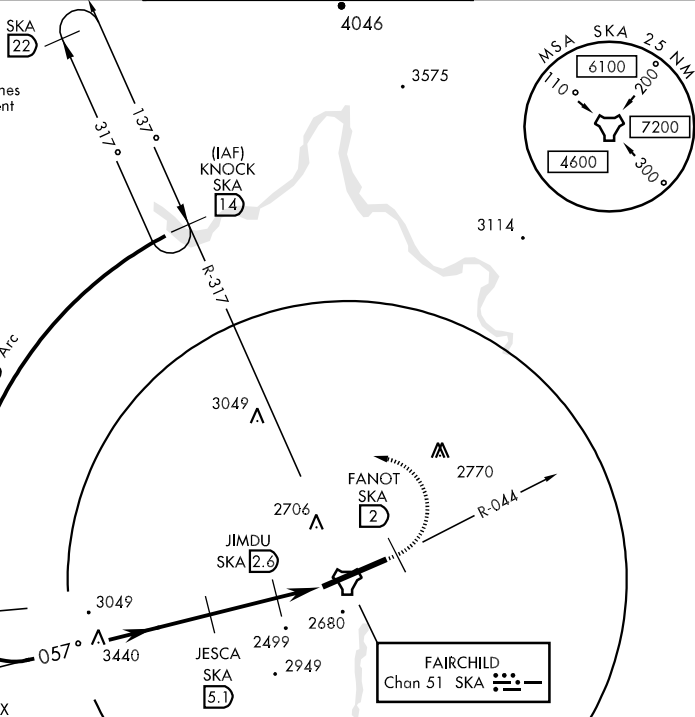 SKA
22
4046
3575
MSA SKA 25 NM
6100
110°
200°
7200
4600
300°
nes
nt
317°
137°
(IAF)
KNOCK
SKA
14
3114
R-317
Arc
3049
2770
FANOT
SKA
2
R-044
2706
JIMDU
SKA 2.6
3049
2680
057°
3440
2499
JESCA
SKA
5.1
2949
FAIRCHILD
Chan 51 SKA
X